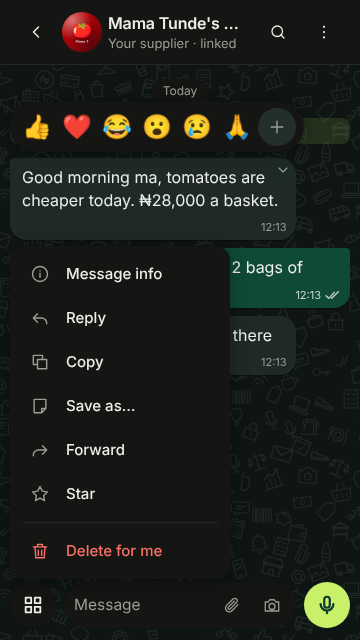 Mama Tunde's ...
Your supplier · linked
Today
Good morning ma, tomatoes are
cheaper today. ₦28,000 a basket.
12:13
2 bags of
12:13
there
12:13
Message info
Reply
Copy
Save as...
Forward
Star
Delete for me
Message